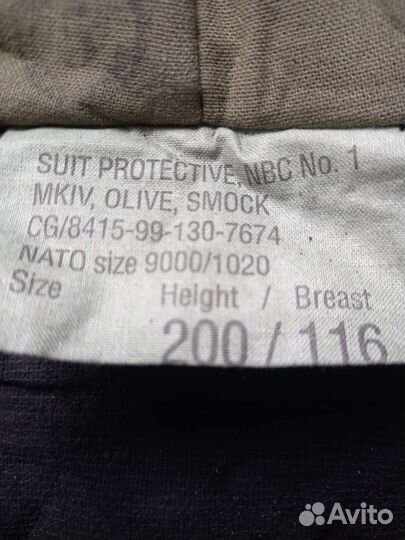 SUIT PROTECTIVE, NBC No. 1
MKIV, OLIVE, SMOCK
CG/8415-99-130-7674
NATO size 9000/1020
Size Height / Breast
200 / 116
Avito